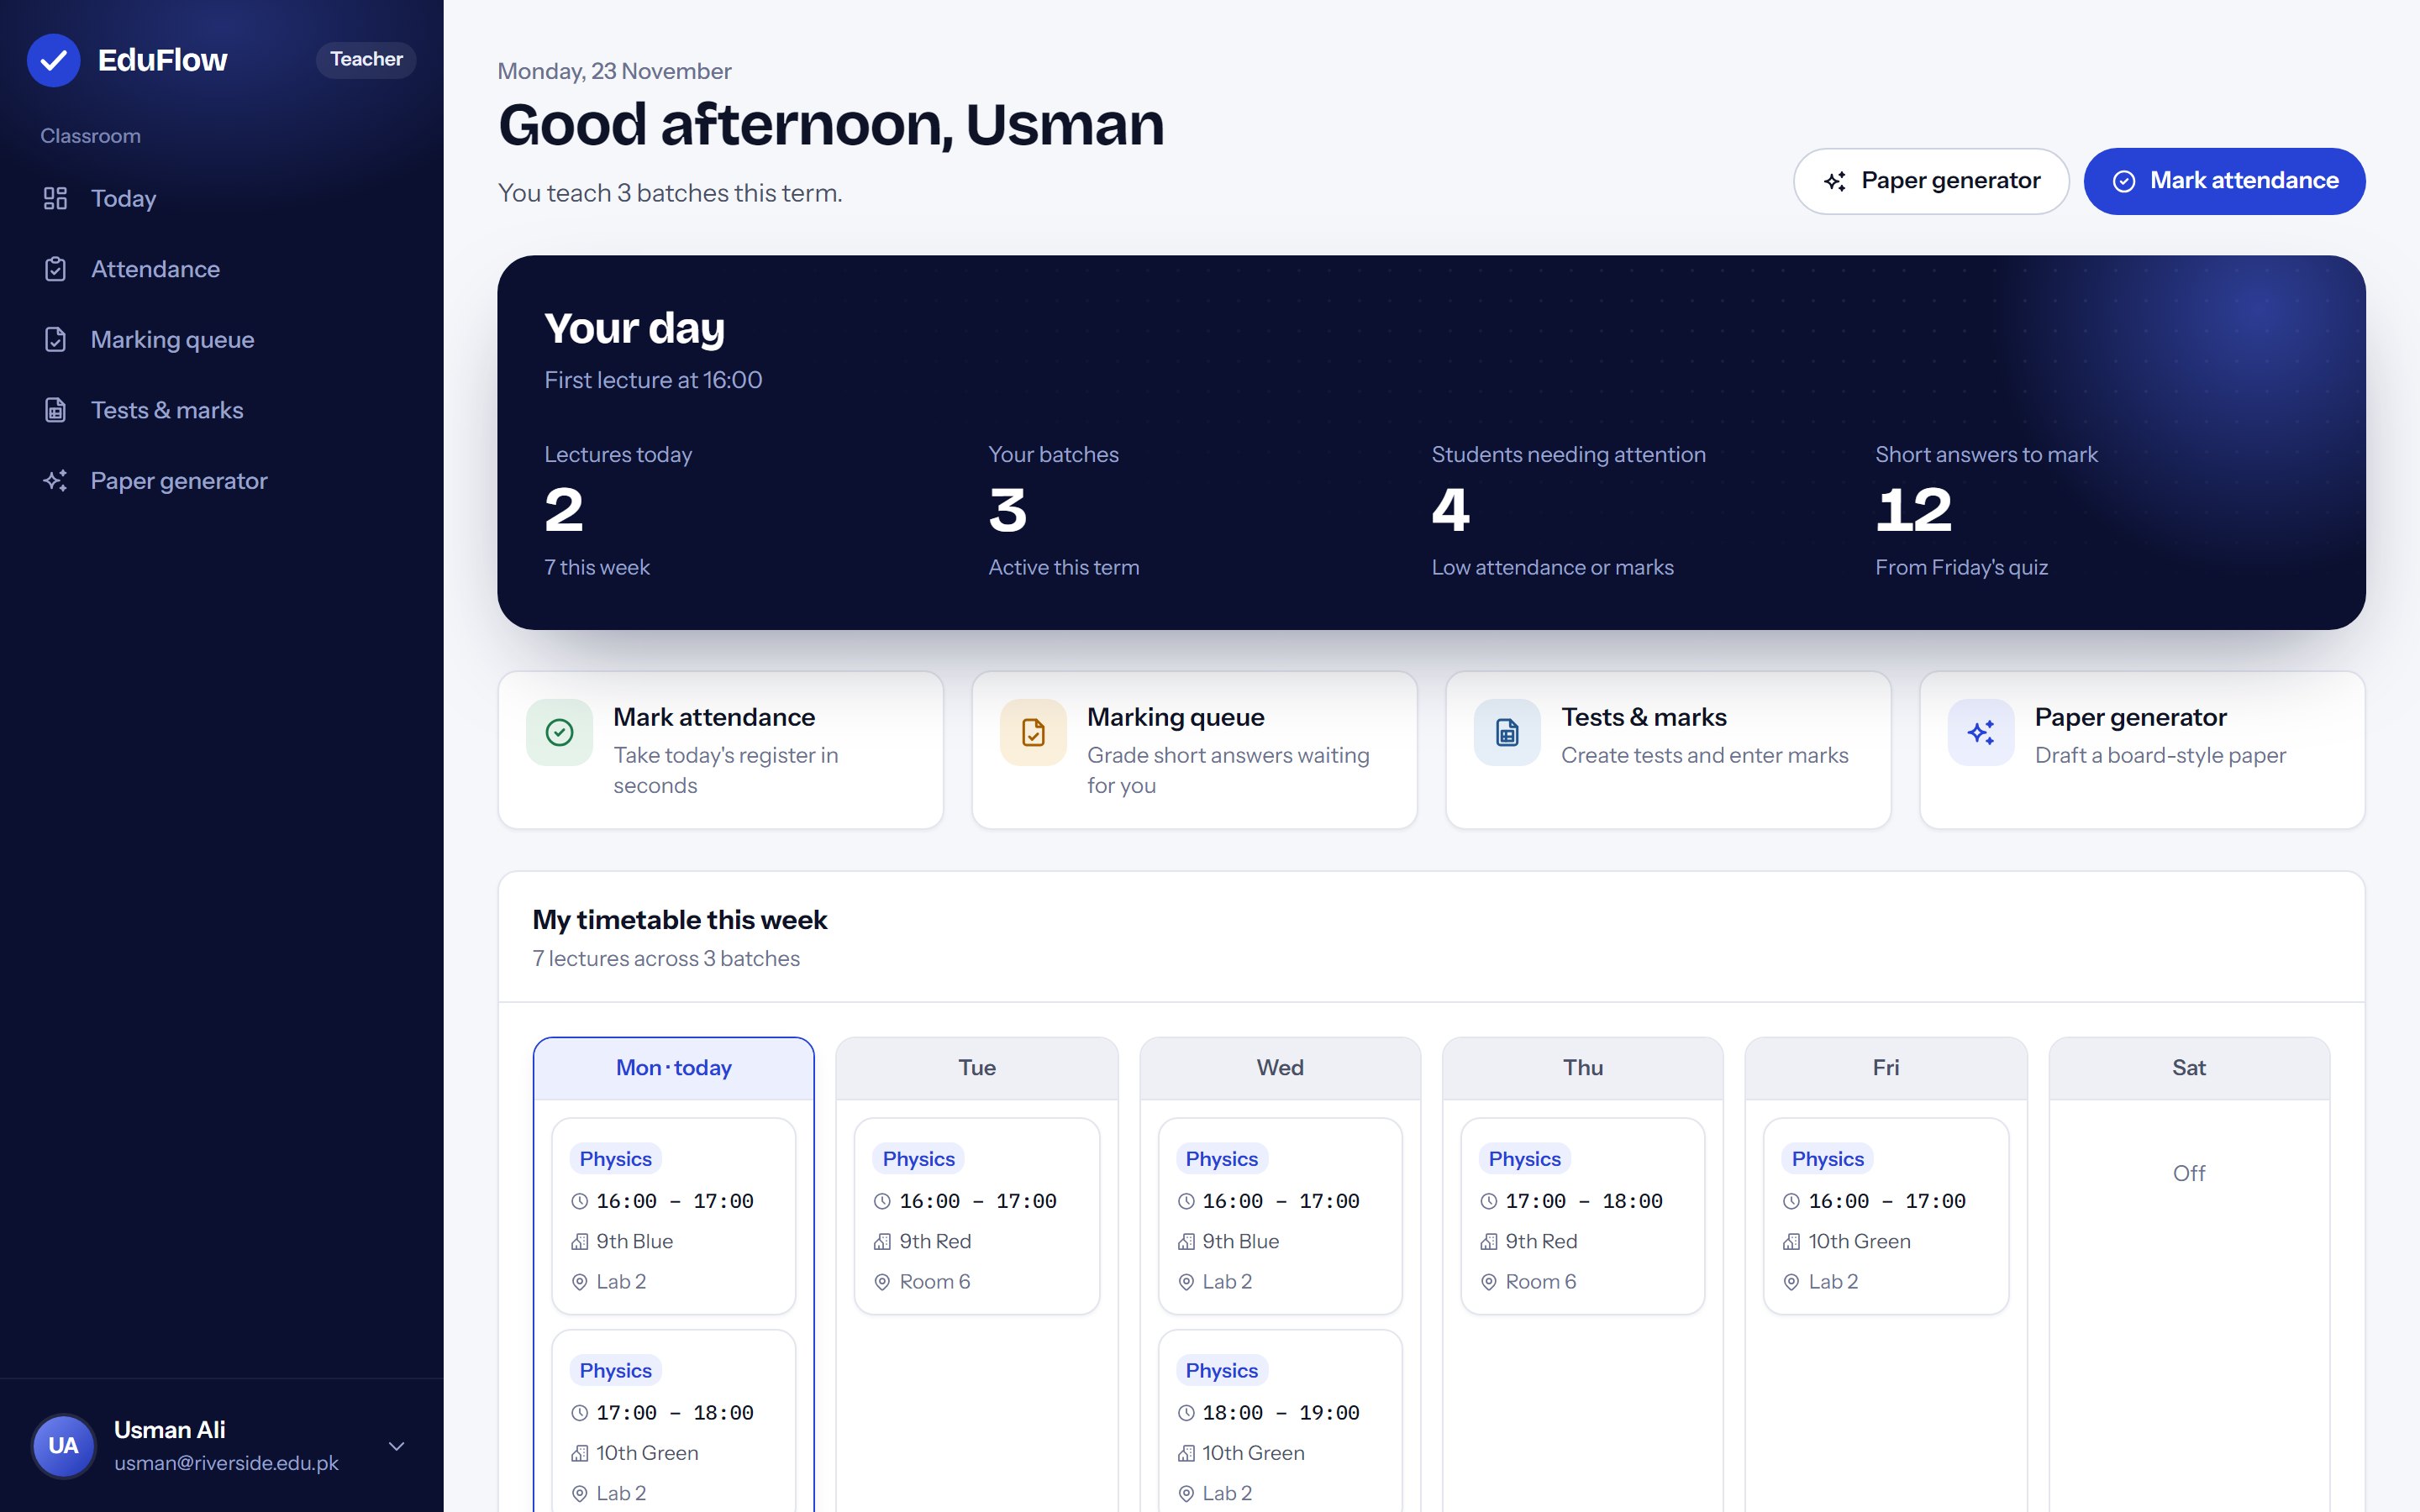 EduFlow
Teacher
Classroom
Today
Attendance
Marking queue
Tests & marks
Paper generator
UA
Usman Ali
usman@riverside.edu.pk
Monday, 23 November
Good afternoon, Usman
You teach 3 batches this term.
Paper generator
Mark attendance
Your day
First lecture at 16:00
Lectures today
2
7 this week
Your batches
3
Active this term
Students needing attention
4
Low attendance or marks
Short answers to mark
12
From Friday's quiz
Mark attendance
Take today's register in
seconds
Marking queue
Grade short answers waiting
for you
Tests & marks
Create tests and enter marks
Paper generator
Draft a board-style paper
My timetable this week
7 lectures across 3 batches
Mon · today
Physics
16:00 – 17:00
9th Blue
Lab 2
Physics
17:00 – 18:00
10th Green
Lab 2
Tue
Physics
16:00 – 17:00
9th Red
Room 6
Wed
Physics
16:00 – 17:00
9th Blue
Lab 2
Physics
18:00 – 19:00
10th Green
Lab 2
Thu
Physics
17:00 – 18:00
9th Red
Room 6
Fri
Physics
16:00 – 17:00
10th Green
Lab 2
Sat
Off